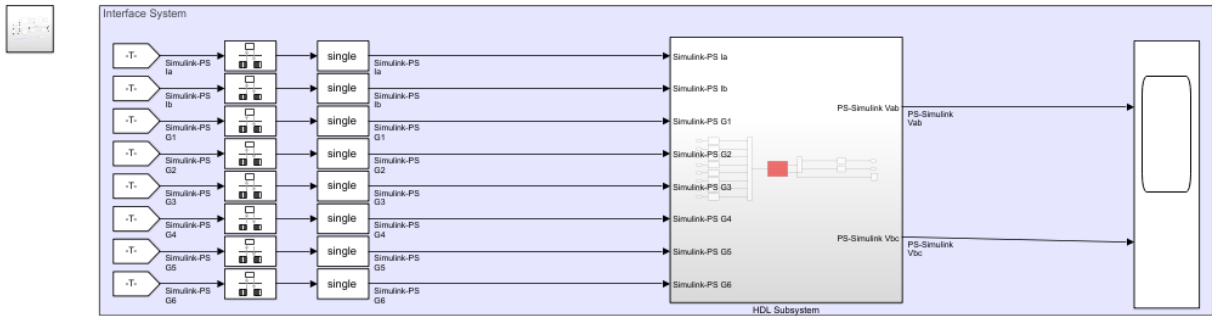 Interface System
-T-
Simulink-PS
Ia
single
Simulink-PS
Ia
Simulink-PS Ia
-T-
Simulink-PS
Ib
single
Simulink-PS
Ib
Simulink-PS Ib
PS-Simulink Vab
PS-Simulink
Vab
-T-
Simulink-PS
G1
single
Simulink-PS
G1
Simulink-PS G1
-T-
Simulink-PS
G2
single
Simulink-PS
G2
Simulink-PS G2
-T-
Simulink-PS
G3
single
Simulink-PS
G3
Simulink-PS G3
-T-
Simulink-PS
G4
single
Simulink-PS
G4
Simulink-PS G4
PS-Simulink Vbc
PS-Simulink
Vbc
-T-
Simulink-PS
G5
single
Simulink-PS
G5
Simulink-PS G5
-T-
Simulink-PS
G6
single
Simulink-PS
G6
Simulink-PS G6
HDL Subsystem